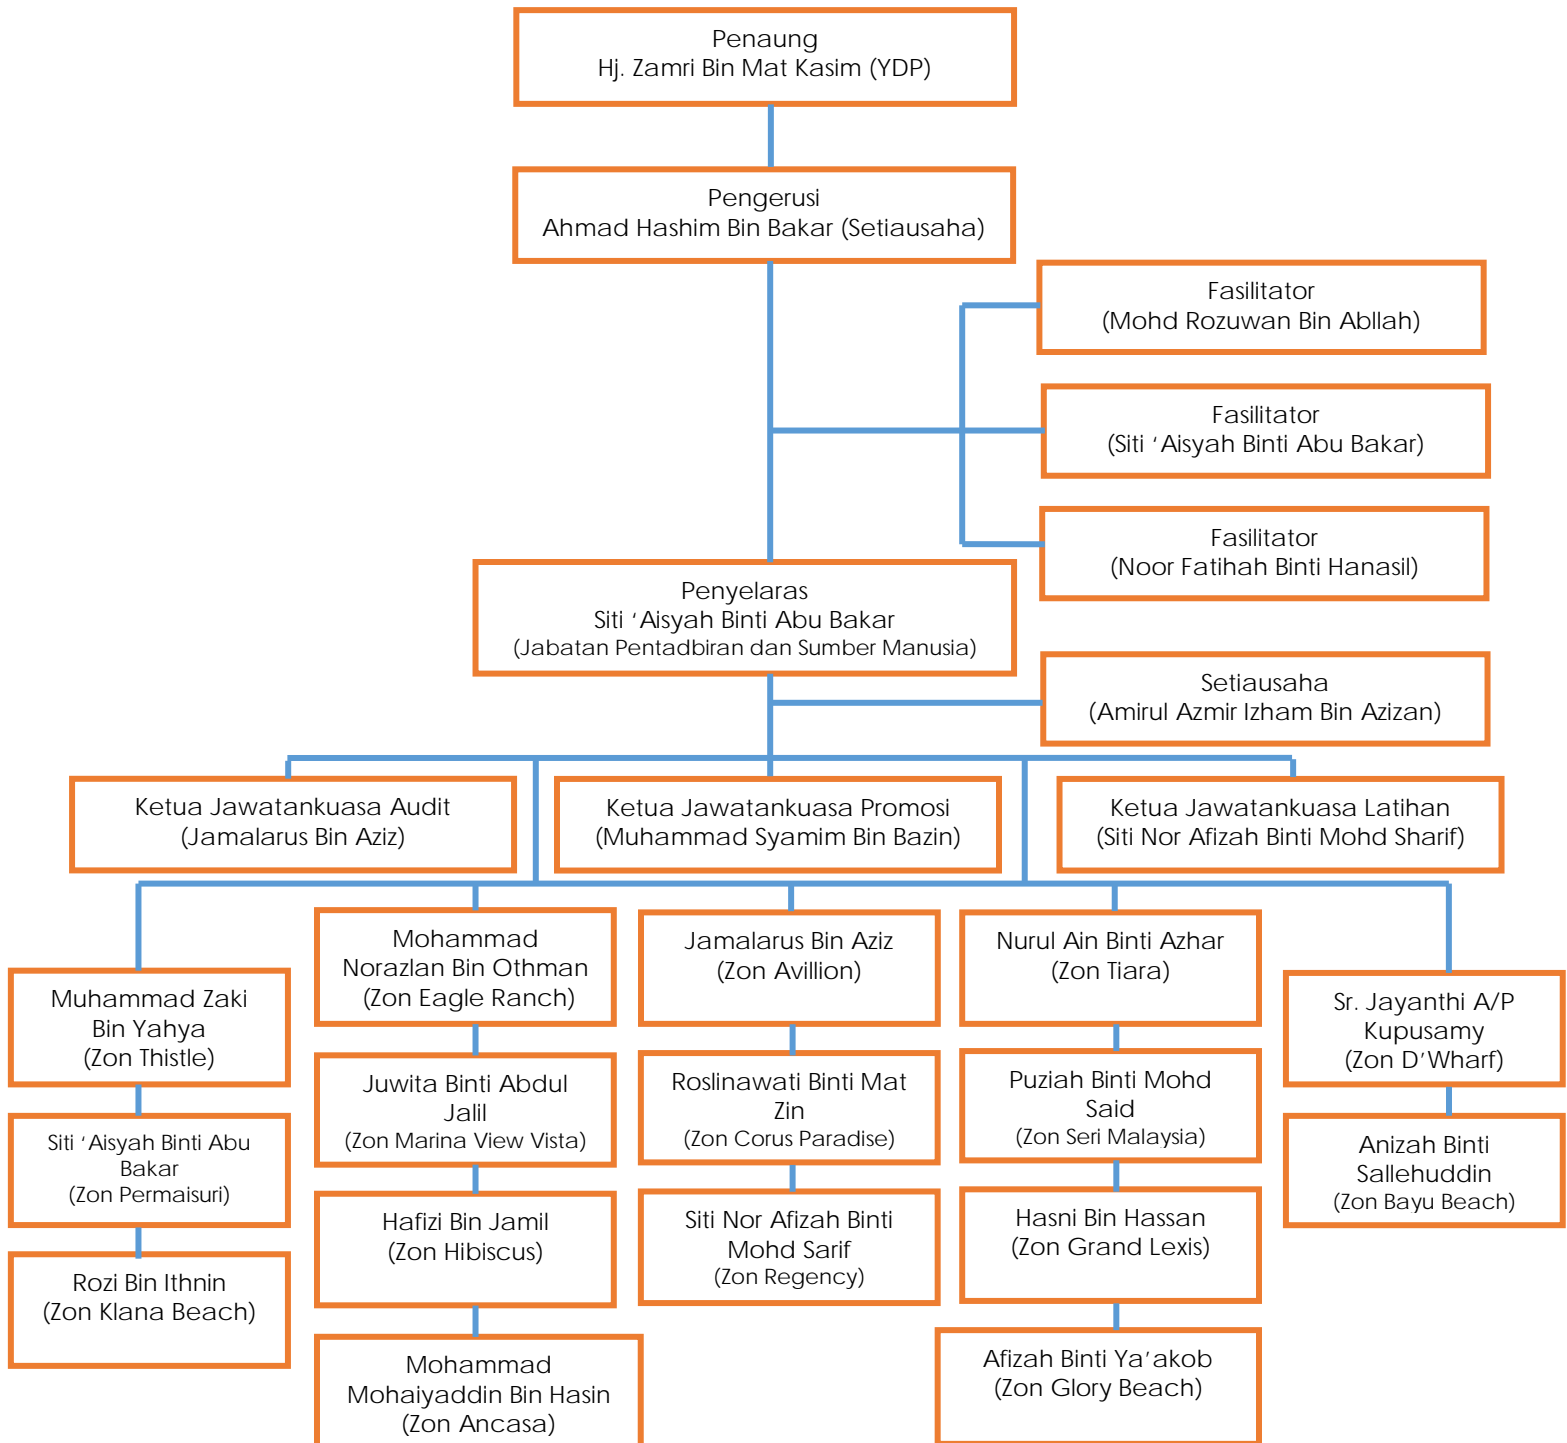 Penaung
Hj. Zamri Bin Mat Kasim (YDP)
Pengerusi
Ahmad Hashim Bin Bakar (Setiausaha)
Fasilitator
(Mohd Rozuwan Bin Abllah)
Fasilitator
(Siti ‘Aisyah Binti Abu Bakar)
Fasilitator
(Noor Fatihah Binti Hanasil)
Penyelaras
Siti ‘Aisyah Binti Abu Bakar
(Jabatan Pentadbiran dan Sumber Manusia)
Setiausaha
(Amirul Azmir Izham Bin Azizan)
Ketua Jawatankuasa Audit
(Jamalarus Bin Aziz)
Ketua Jawatankuasa Promosi
(Muhammad Syamim Bin Bazin)
Ketua Jawatankuasa Latihan
(Siti Nor Afizah Binti Mohd Sharif)
Muhammad Zaki
Bin Yahya
(Zon Thistle)
Siti ‘Aisyah Binti Abu
Bakar
(Zon Permaisuri)
Rozi Bin Ithnin
(Zon Klana Beach)
Mohammad
Norazlan Bin Othman
(Zon Eagle Ranch)
Juwita Binti Abdul
Jalil
(Zon Marina View Vista)
Hafizi Bin Jamil
(Zon Hibiscus)
Mohammad
Mohaiyaddin Bin Hasin
(Zon Ancasa)
Jamalarus Bin Aziz
(Zon Avillion)
Roslinawati Binti Mat
Zin
(Zon Corus Paradise)
Siti Nor Afizah Binti
Mohd Sarif
(Zon Regency)
Nurul Ain Binti Azhar
(Zon Tiara)
Puziah Binti Mohd
Said
(Zon Seri Malaysia)
Hasni Bin Hassan
(Zon Grand Lexis)
Afizah Binti Ya’akob
(Zon Glory Beach)
Sr. Jayanthi A/P
Kupusamy
(Zon D’Wharf)
Anizah Binti
Sallehuddin
(Zon Bayu Beach)